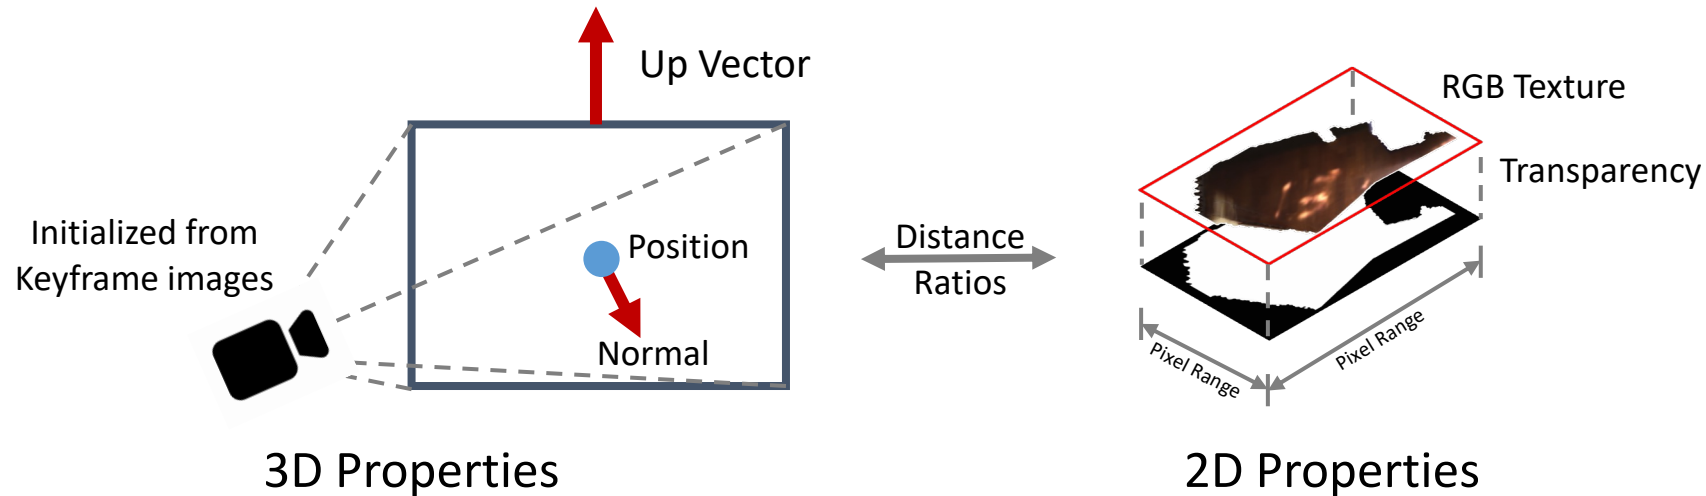 Up Vector
Initialized from
Keyframe images
Position
Normal
3D Properties
Distance
Ratios
RGB Texture
Transparency
Pixel Range
Pixel Range
2D Properties